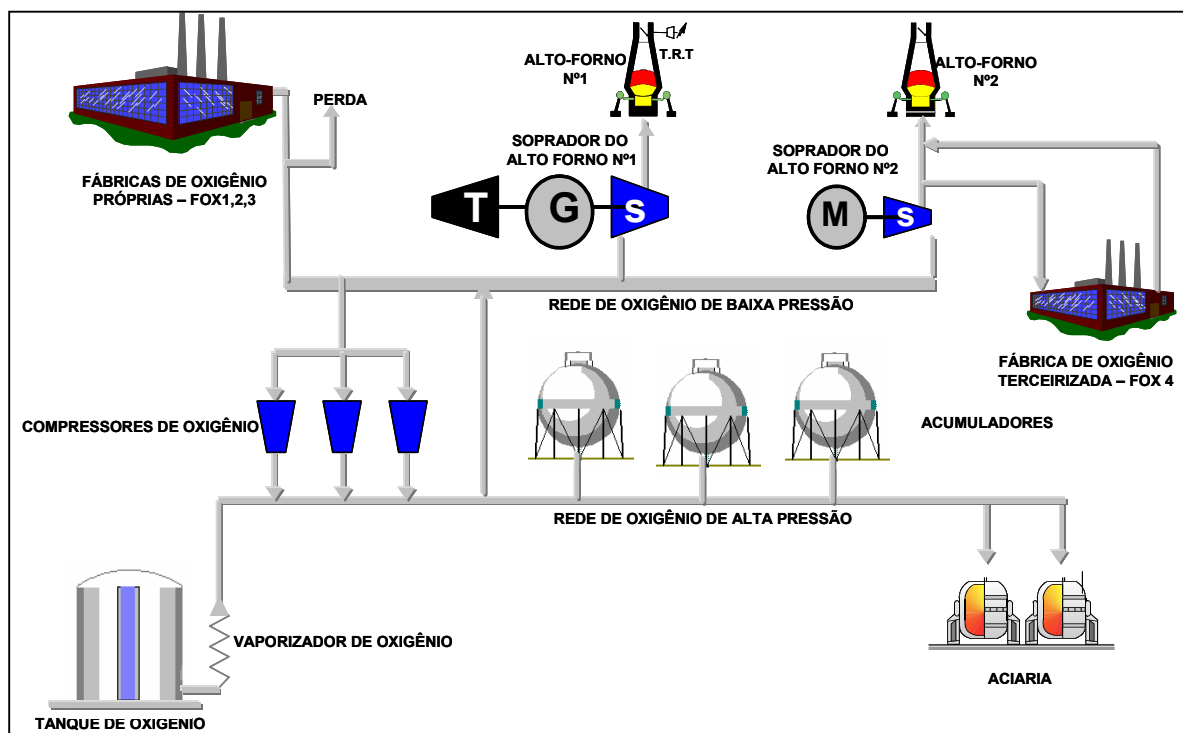 ALTO-FORNO
Nº1
T.R.T
ALTO-FORNO
Nº2
PERDA
SOPRADOR DO
ALTO FORNO Nº1
SOPRADOR DO
ALTO FORNO Nº2
FÁBRICAS DE OXIGÊNIO
PRÓPRIAS – FOX1,2,3
T
G
S
M
S
REDE DE OXIGÊNIO DE BAIXA PRESSÃO
FÁBRICA DE OXIGÊNIO
TERCEIRIZADA – FOX 4
COMPRESSORES DE OXIGÊNIO
ACUMULADORES
REDE DE OXIGÊNIO DE ALTA PRESSÃO
VAPORIZADOR DE OXIGÊNIO
ACIARIA
TANQUE DE OXIGENIO